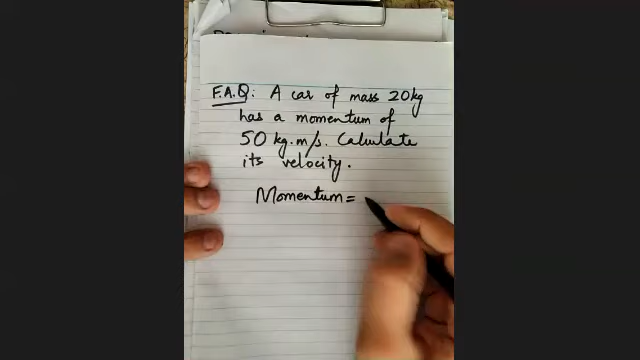 F.A.Q: A car of mass 20kg
has a momentum of
50 kg.m/s. Calculate
its velocity.
Momentum =